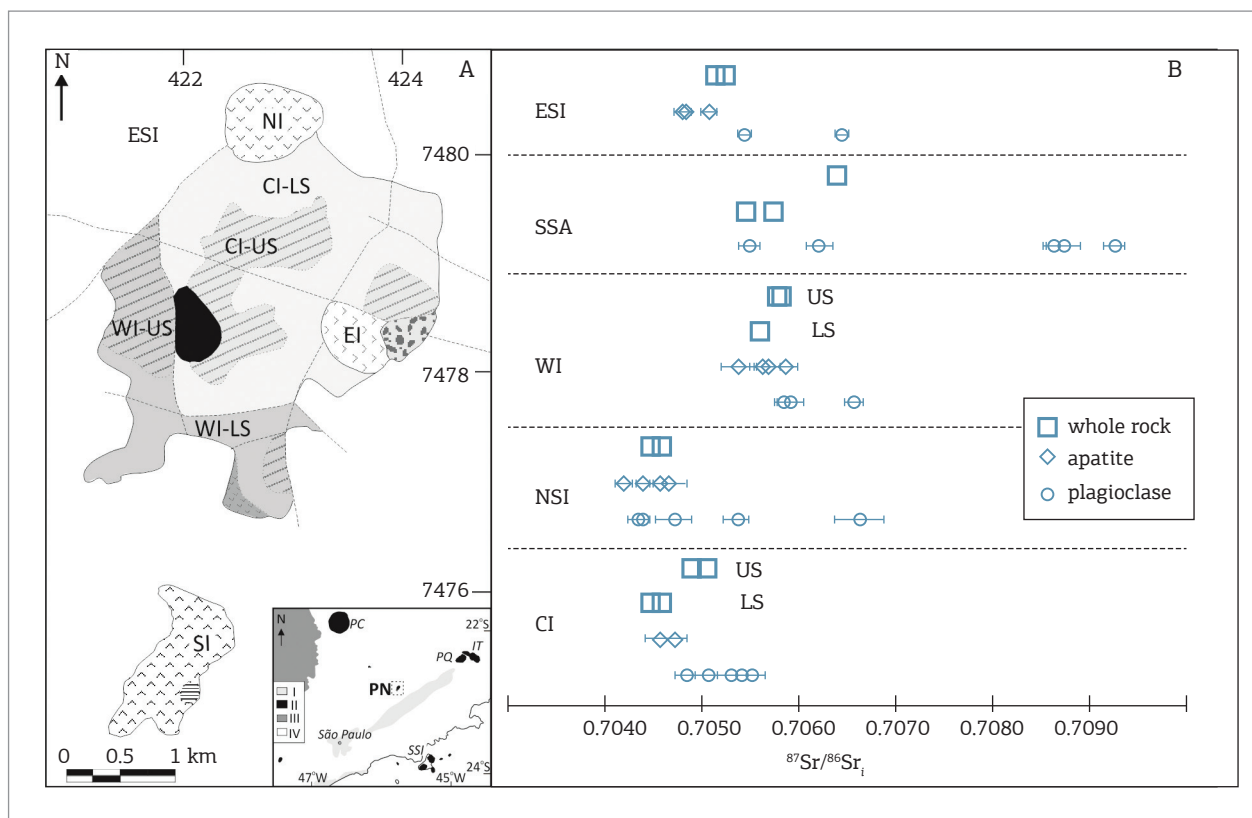 N
422
424
A
NI
ESI
7480
CI-LS
CI-US
WI-US
EI
7478
WI-LS
7476
SI
0 0.5 1 km
N
PC
22°S
IT
PQ
PN
I
II
III
IV
São Paulo
SSI
47°W
45°W
24°S
B
ESI
SSA
US
LS
WI
whole rock
apatite
plagioclase
NSI
US
LS
CI
0.7040 0.7050 0.7060 0.7070 0.7080 0.7090
⁸⁷Sr/⁸⁶Srᵢ